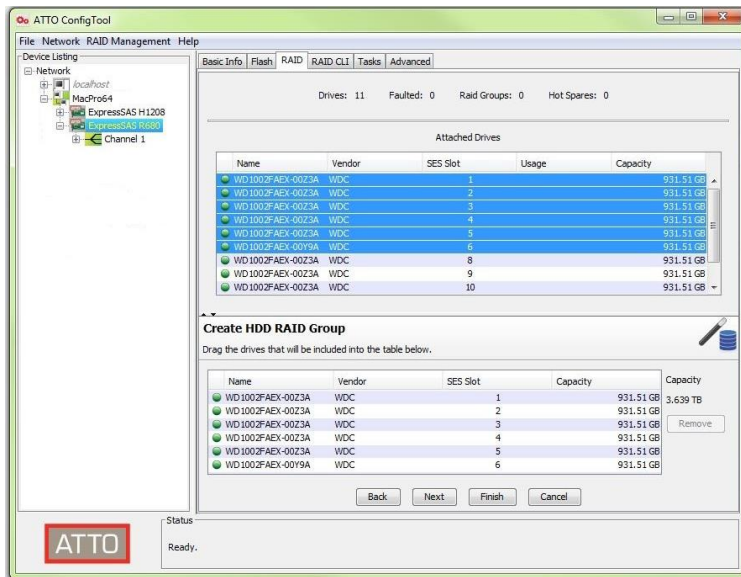 ATTO ConfigTool
File Network RAID Management Help
Device Listing
Network
localhost
MacPro64
ExpressSAS H1208
ExpressSAS R680
Channel 1
Basic Info Flash RAID RAID CLI Tasks Advanced
Drives: 11 Faulted: 0 Raid Groups: 0 Hot Spares: 0
Attached Drives
Name Vendor SES Slot Usage Capacity
WD1002FAEX-00Z3A WDC 1 931.51 GB
WD1002FAEX-00Z3A WDC 2 931.51 GB
WD1002FAEX-00Z3A WDC 3 931.51 GB
WD1002FAEX-00Z3A WDC 4 931.51 GB
WD1002FAEX-00Z3A WDC 5 931.51 GB
WD1002FAEX-00Y9A WDC 6 931.51 GB
WD1002FAEX-00Z3A WDC 8 931.51 GB
WD1002FAEX-00Z3A WDC 9 931.51 GB
WD1002FAEX-00Z3A WDC 10 931.51 GB
Create HDD RAID Group
Drag the drives that will be included into the table below.
Name Vendor SES Slot Capacity
WD1002FAEX-00Z3A WDC 1 931.51 GB
WD1002FAEX-00Z3A WDC 2 931.51 GB
WD1002FAEX-00Z3A WDC 3 931.51 GB
WD1002FAEX-00Z3A WDC 4 931.51 GB
WD1002FAEX-00Z3A WDC 5 931.51 GB
WD1002FAEX-00Y9A WDC 6 931.51 GB
Capacity
3.639 TB
Remove
Back Next Finish Cancel
ATTO
Status
Ready.